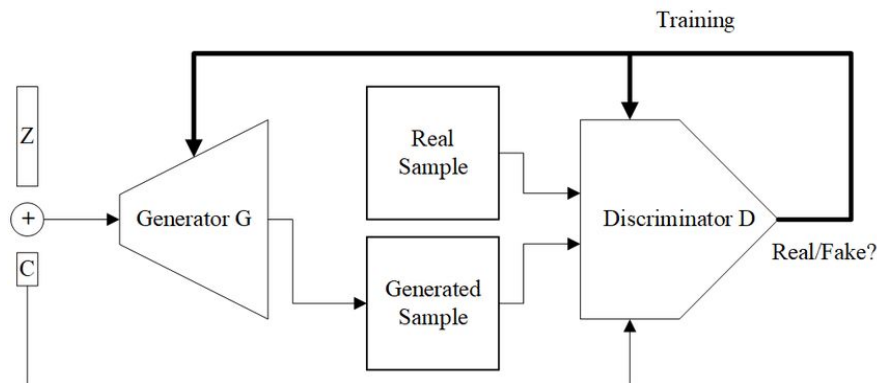 Training
Z
+
C
Generator G
Real
Sample
Generated
Sample
Discriminator D
Real/Fake?